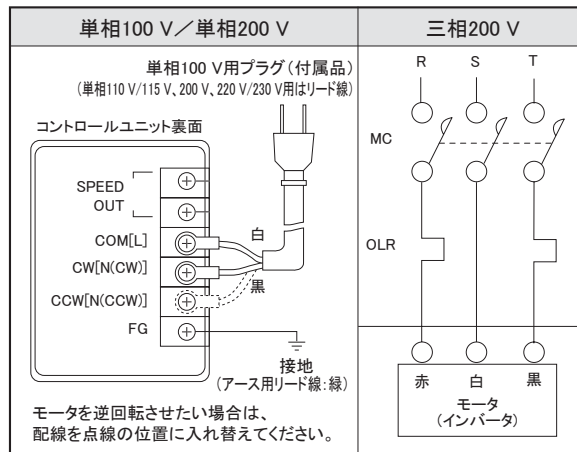 単相100 V／単相200 V
単相100 V用プラグ（付属品）
（単相110 V/115 V、200 V、220 V/230 V用はリード線）
コントロールユニット裏面
SPEED
OUT
COM[L]
CW[N(CW)]
CCW[N(CCW)]
FG
白
黒
接地
（アース用リード線：緑）
モータを逆回転させたい場合は、
配線を点線の位置に入れ替えてください。
三相200 V
R S T
MC
OLR
赤 白 黒
モータ
（インバータ）